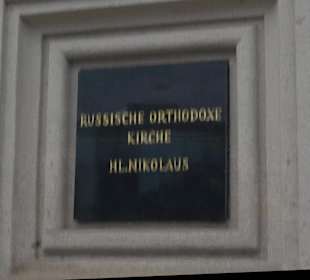 RUSSISCHE ORTHODOXE
KIRCHE
HL.NIKOLAUS